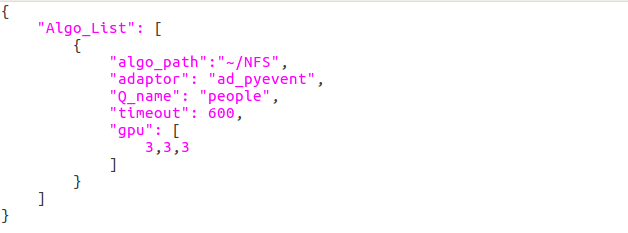 {
    "Algo_List": [
        {
            "algo_path":"~/NFS",
            "adaptor": "ad_pyevent",
            "Q_name": "people",
            "timeout": 600,
            "gpu": [
                3,3,3
            ]
        }
    ]
}